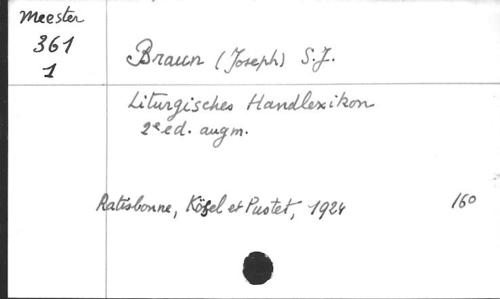 Meester
361
1
Braun (Joseph) S.J.
Liturgisches Handlexikon
2e ed. augm.
Ratisbonne, Kösel et Pustet, 1924
160